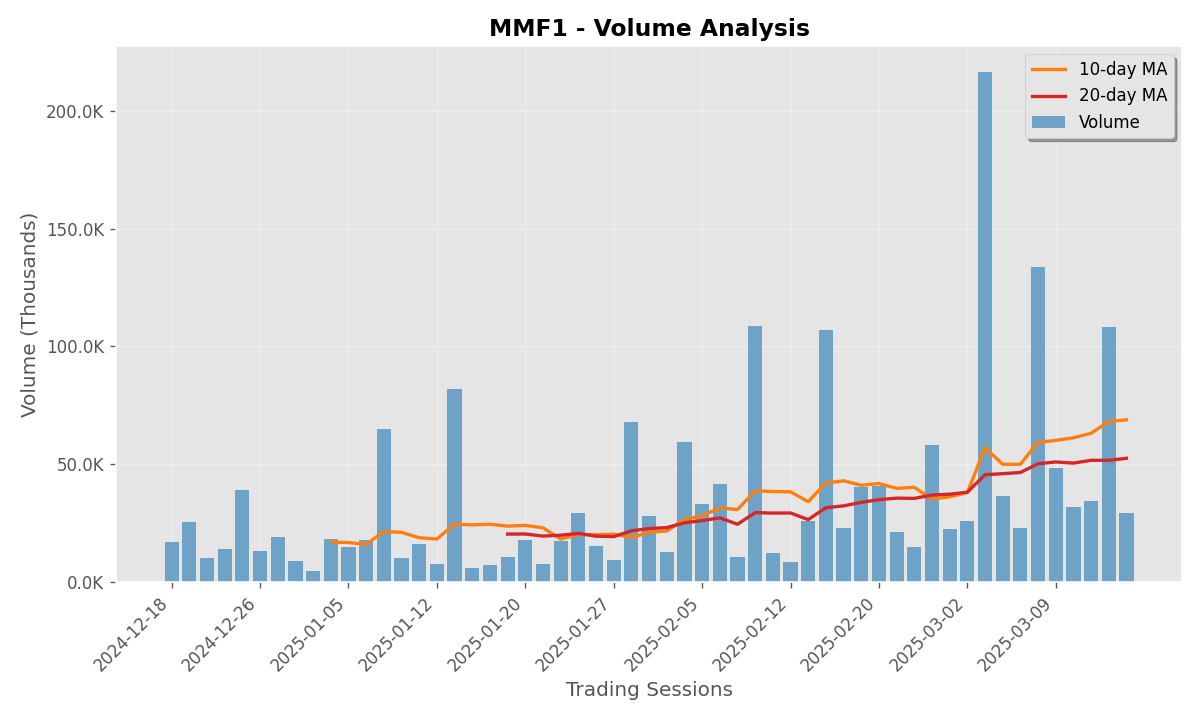 MMF1 - Volume Analysis
10-day MA
20-day MA
Volume
Volume (Thousands)
200.0K
150.0K
100.0K
50.0K
0.0K
2024-12-18
2024-12-26
2025-01-05
2025-01-12
2025-01-20
2025-01-27
2025-02-05
2025-02-12
2025-02-20
2025-03-02
2025-03-09
Trading Sessions